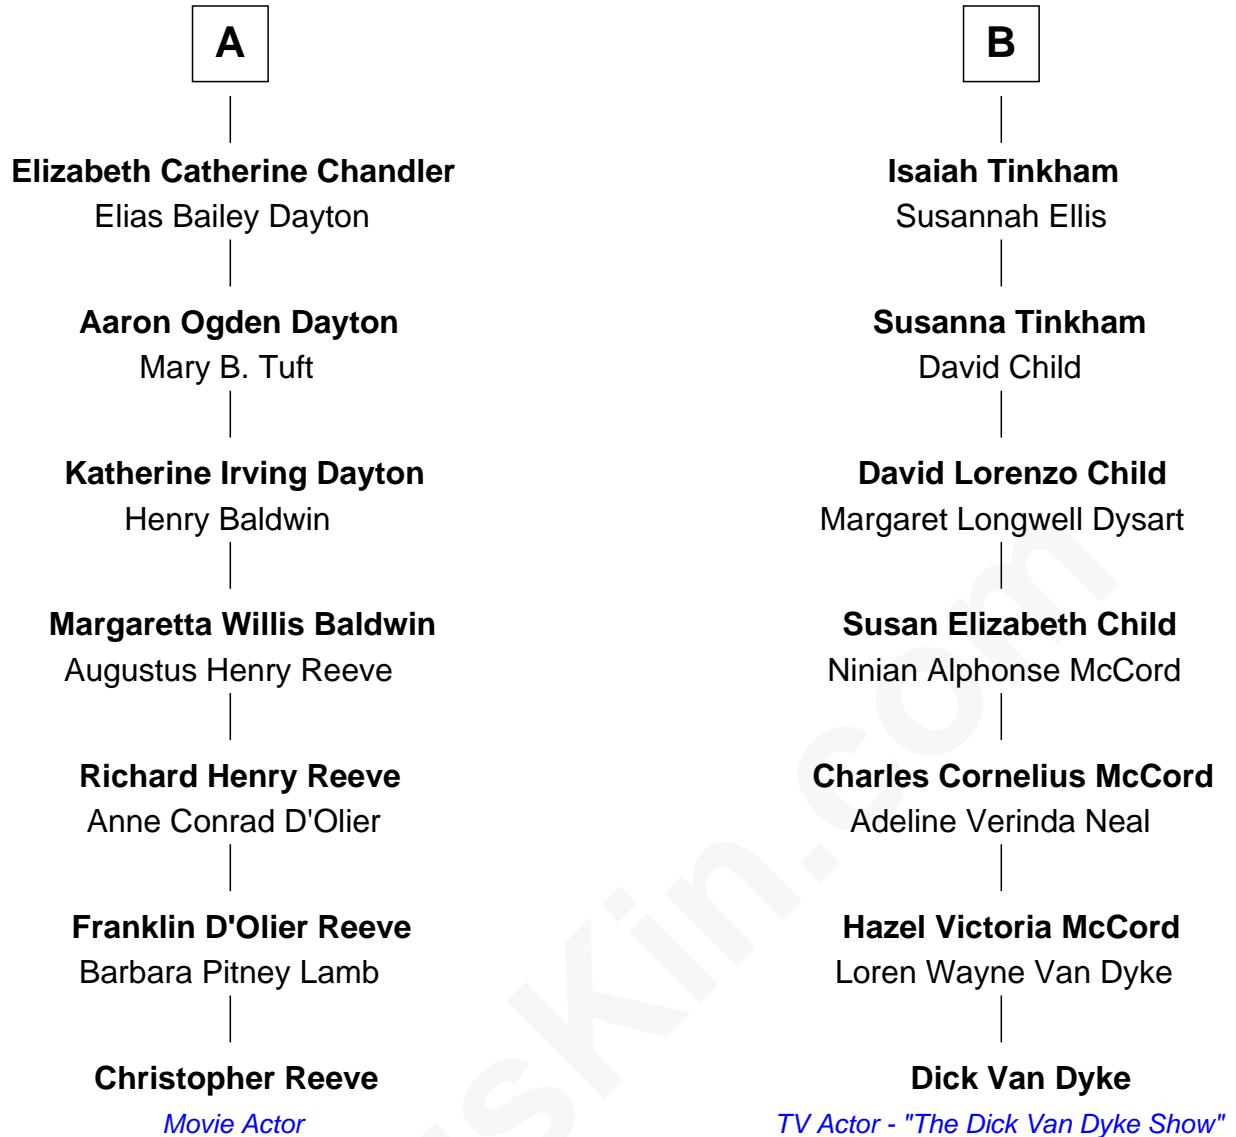 A
Elizabeth Catherine Chandler
Elias Bailey Dayton
Aaron Ogden Dayton
Mary B. Tuft
Katherine Irving Dayton
Henry Baldwin
Margaretta Willis Baldwin
Augustus Henry Reeve
Richard Henry Reeve
Anne Conrad D'Olier
Franklin D'Olier Reeve
Barbara Pitney Lamb
Christopher Reeve
Movie Actor
B
Isaiah Tinkham
Susannah Ellis
Susanna Tinkham
David Child
David Lorenzo Child
Margaret Longwell Dysart
Susan Elizabeth Child
Ninian Alphonse McCord
Charles Cornelius McCord
Adeline Verinda Neal
Hazel Victoria McCord
Loren Wayne Van Dyke
Dick Van Dyke
TV Actor - "The Dick Van Dyke Show"
sKin.com